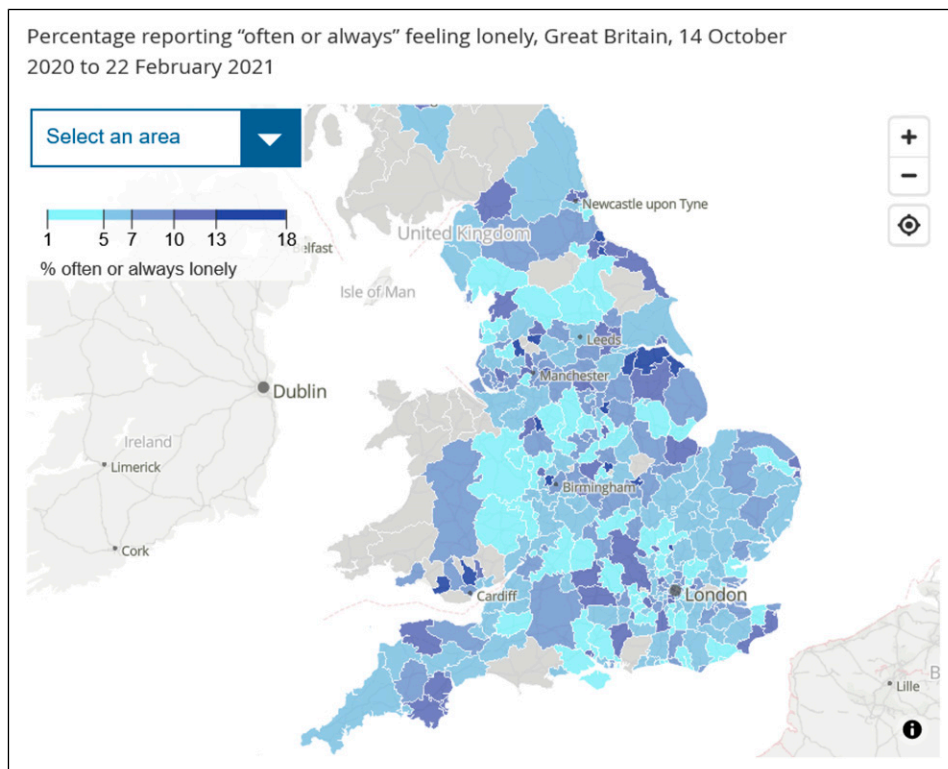 Percentage reporting “often or always” feeling lonely, Great Britain, 14 October
2020 to 22 February 2021
Select an area
+
−
1 5 7 10 13 18
% often or always lonely
Newcastle upon Tyne
United Kingdom
Belfast
Isle of Man
Leeds
Manchester
Dublin
Ireland
Limerick
Birmingham
Cork
Cardiff
London
Lille
B
i